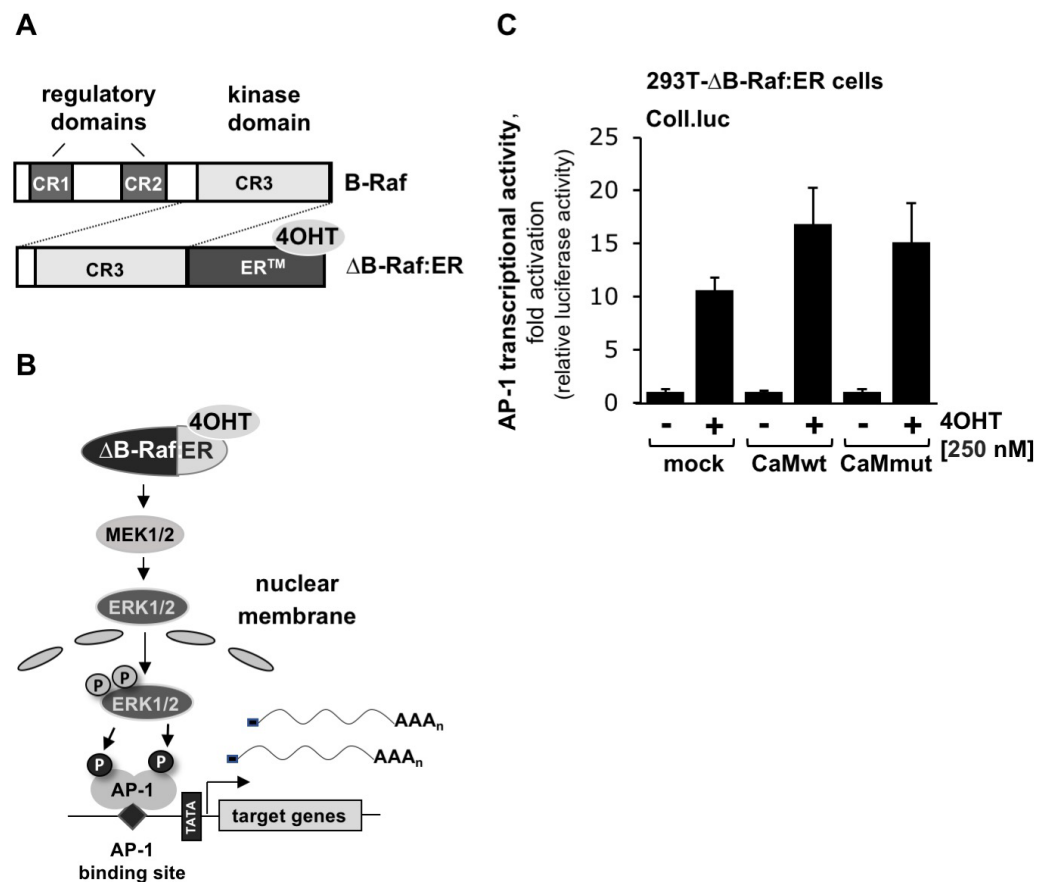 A
regulatory
domains
kinase
domain
CR1
CR2
CR3
B-Raf
4OHT
CR3
ER™
ΔB-Raf:ER
B
4OHT
ΔB-Raf:ER
MEK1/2
ERK1/2
nuclear
membrane
P
P
ERK1/2
AAAn
AAAn
P
P
AP-1
TATA
target genes
AP-1
binding site
C
293T-ΔB-Raf:ER cells
Coll.luc
AP-1 transcriptional activity,
fold activation
(relative luciferase activity)
25
20
15
10
5
0
- + - + - +
4OHT
[250 nM]
mock
CaMwt
CaMmut